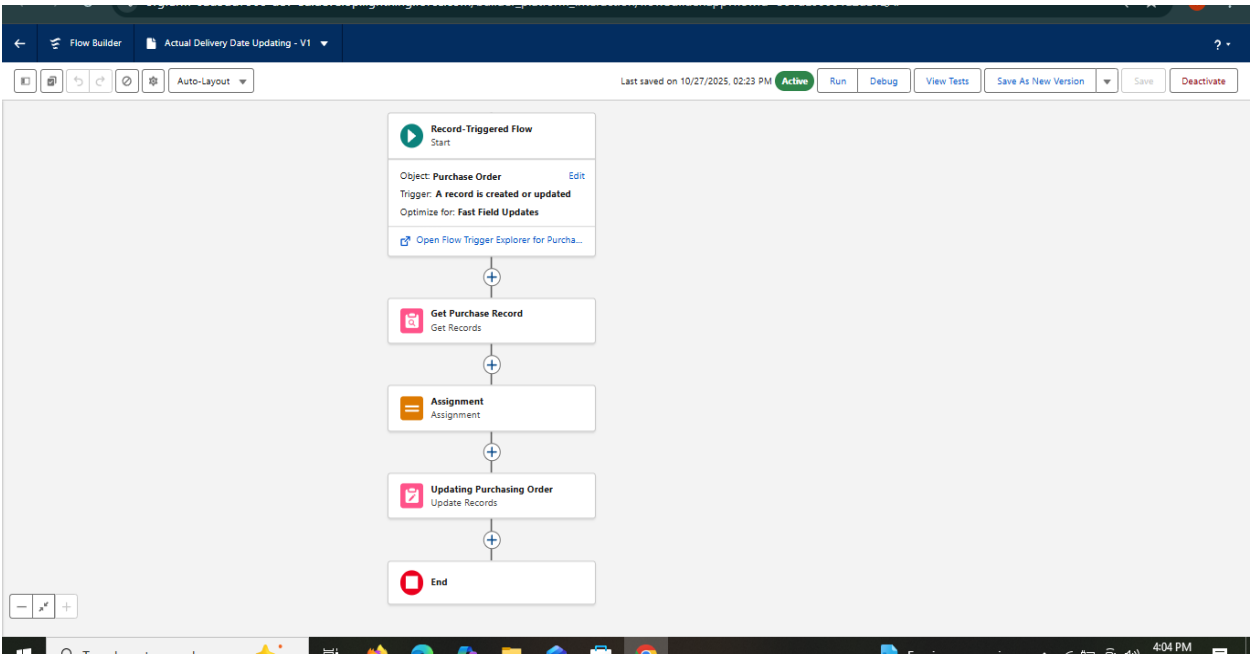 Flow Builder
Actual Delivery Date Updating - V1
?
Auto-Layout
Last saved on 10/27/2025, 02:23 PM Active Run Debug View Tests Save As New Version Save Deactivate
Record-Triggered Flow
Start
Object: Purchase Order Edit
Trigger: A record is created or updated
Optimize for: Fast Field Updates
Open Flow Trigger Explorer for Purcha...
Get Purchase Record
Get Records
Assignment
Assignment
Updating Purchasing Order
Update Records
End
4:04 PM